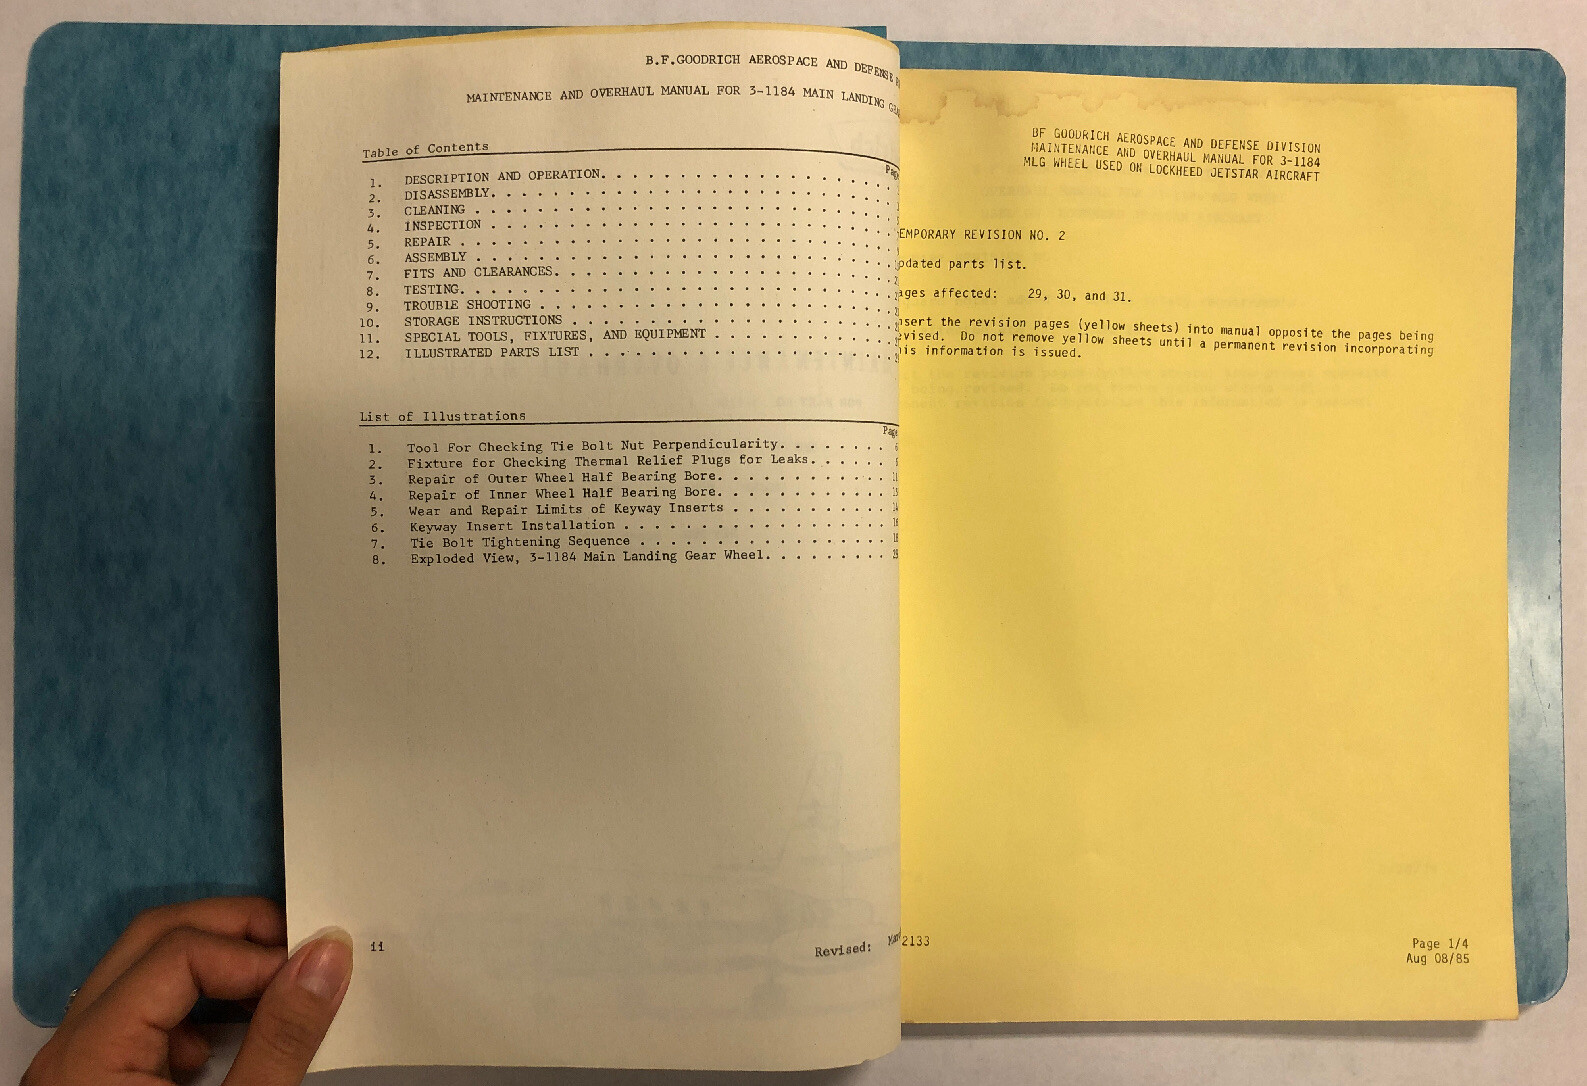 B.F.GOODRICH AEROSPACE AND DEFENSE
MAINTENANCE AND OVERHAUL MANUAL FOR 3-1184 MAIN LANDING
Table of Contents
1. DESCRIPTION AND OPERATION. . . . . . . . . . . . . . . . . . .
2. DISASSEMBLY. . . . . . . . . . . . . . . . . . . . . . . . . .
3. CLEANING . . . . . . . . . . . . . . . . . . . . . . . . . . .
4. INSPECTION . . . . . . . . . . . . . . . . . . . . . . . . . .
5. REPAIR . . . . . . . . . . . . . . . . . . . . . . . . . . . .
6. ASSEMBLY . . . . . . . . . . . . . . . . . . . . . . . . . . .
7. FITS AND CLEARANCES. . . . . . . . . . . . . . . . . . . . . .
8. TESTING. . . . . . . . . . . . . . . . . . . . . . . . . . . .
9. TROUBLE SHOOTING . . . . . . . . . . . . . . . . . . . . . . .
10. STORAGE INSTRUCTIONS . . . . . . . . . . . . . . . . . . . . .
11. SPECIAL TOOLS, FIXTURES, AND EQUIPMENT . . . . . . . . . . . .
12. ILLUSTRATED PARTS LIST . . . . . . . . . . . . . . . . . . . .
List of Illustrations
Page
1. Tool For Checking Tie Bolt Nut Perpendicularity. . . . . . . .
2. Fixture for Checking Thermal Relief Plugs for Leaks. . . . . .
3. Repair of Outer Wheel Half Bearing Bore. . . . . . . . . . . .
4. Repair of Inner Wheel Half Bearing Bore. . . . . . . . . . . .
5. Wear and Repair Limits of Keyway Inserts . . . . . . . . . . .
6. Keyway Insert Installation . . . . . . . . . . . . . . . . . .
7. Tie Bolt Tightening Sequence . . . . . . . . . . . . . . . . .
8. Exploded View, 3-1184 Main Landing Gear Wheel. . . . . . . . .
ii
Revised:
BF GOODRICH AEROSPACE AND DEFENSE DIVISION
MAINTENANCE AND OVERHAUL MANUAL FOR 3-1184
MLG WHEEL USED ON LOCKHEED JETSTAR AIRCRAFT
EMPORARY REVISION NO. 2
pdated parts list.
ages affected: 29, 30, and 31.
nsert the revision pages (yellow sheets) into manual opposite the pages being
evised. Do not remove yellow sheets until a permanent revision incorporating
is information is issued.
2133
Page 1/4
Aug 08/85